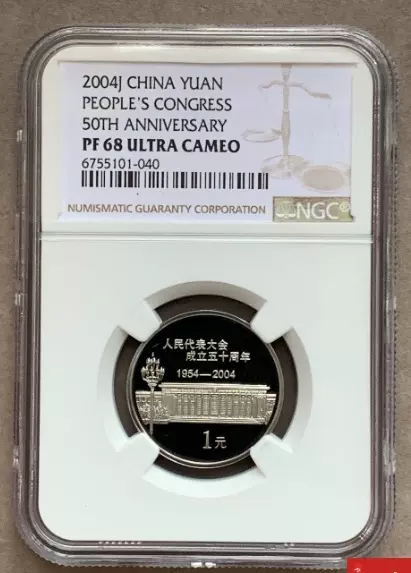 2004J CHINA YUAN
PEOPLE'S CONGRESS
50TH ANNIVERSARY
PF 68 ULTRA CAMEO
6755101-040
NUMISMATIC GUARANTY CORPORATION
NGC®
人民代表大会
成立五十周年
1954—2004
1元